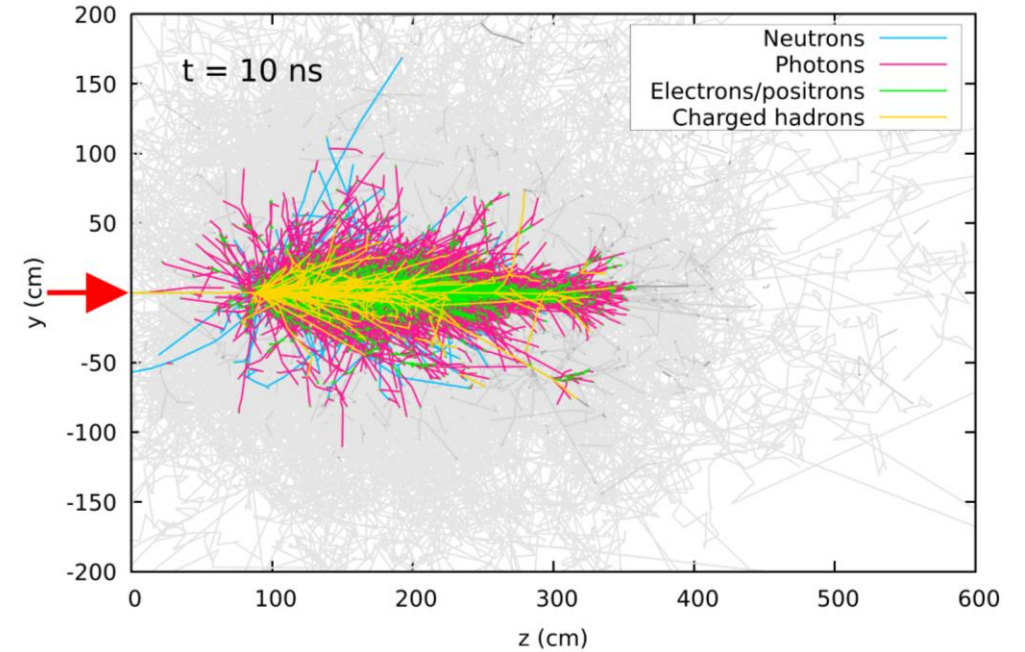 200
150
100
50
0
-50
-100
-150
-200
y (cm)
t = 10 ns
Neutrons
Photons
Electrons/positrons
Charged hadrons
0 100 200 300 400 500 600
z (cm)